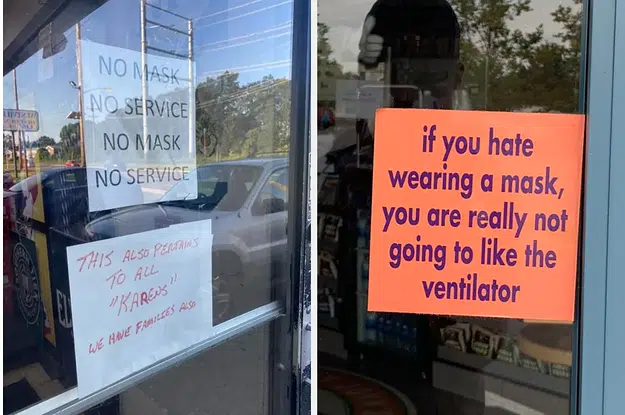 NO MASK
NO SERVICE
NO MASK
NO SERVICE
THIS ALSO PERTAINS
TO ALL
"KARENS"
WE HAVE FAMILIES ALSO
if you hate
wearing a mask,
you are really not
going to like the
ventilator